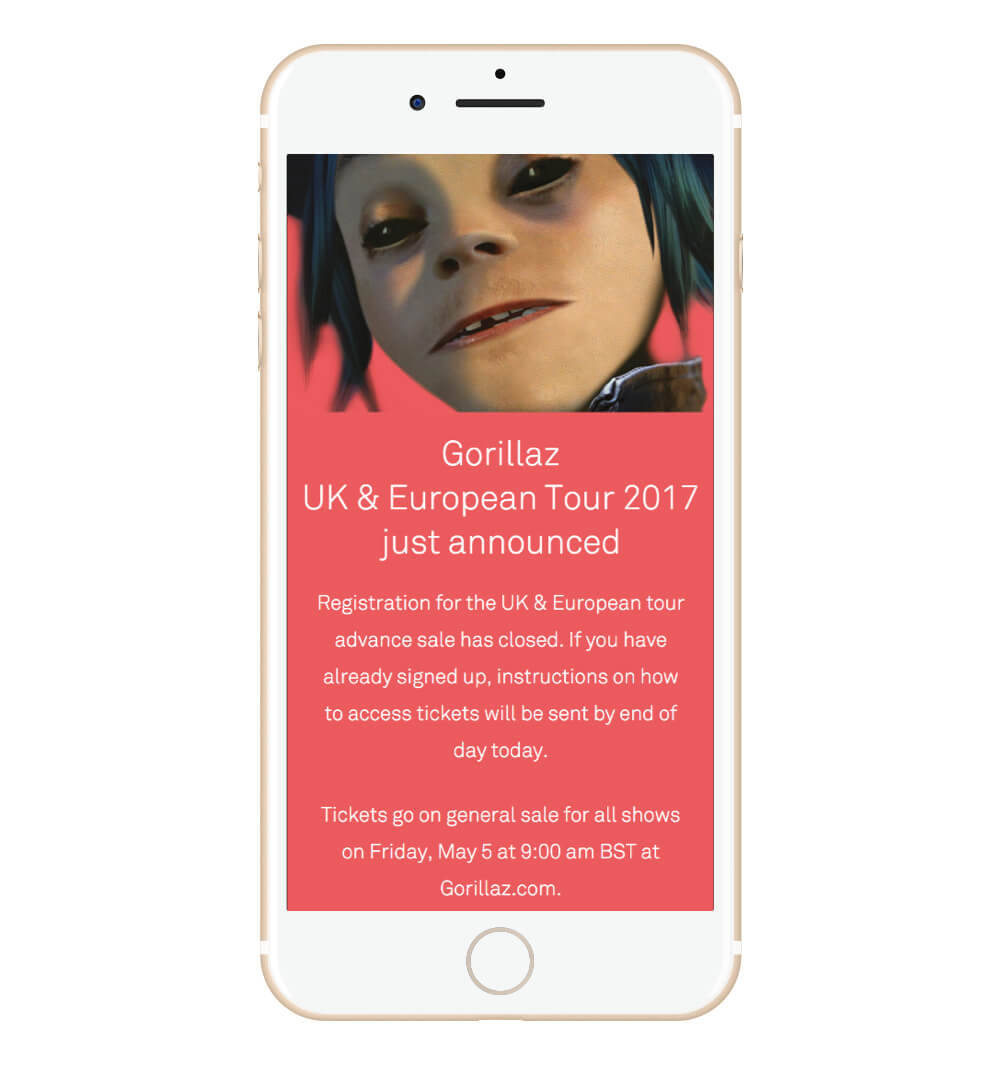 Gorillaz
UK & European Tour 2017
just announced
Registration for the UK & European tour
advance sale has closed. If you have
already signed up, instructions on how
to access tickets will be sent by end of
day today.
Tickets go on general sale for all shows
on Friday, May 5 at 9:00 am BST at
Gorillaz.com.